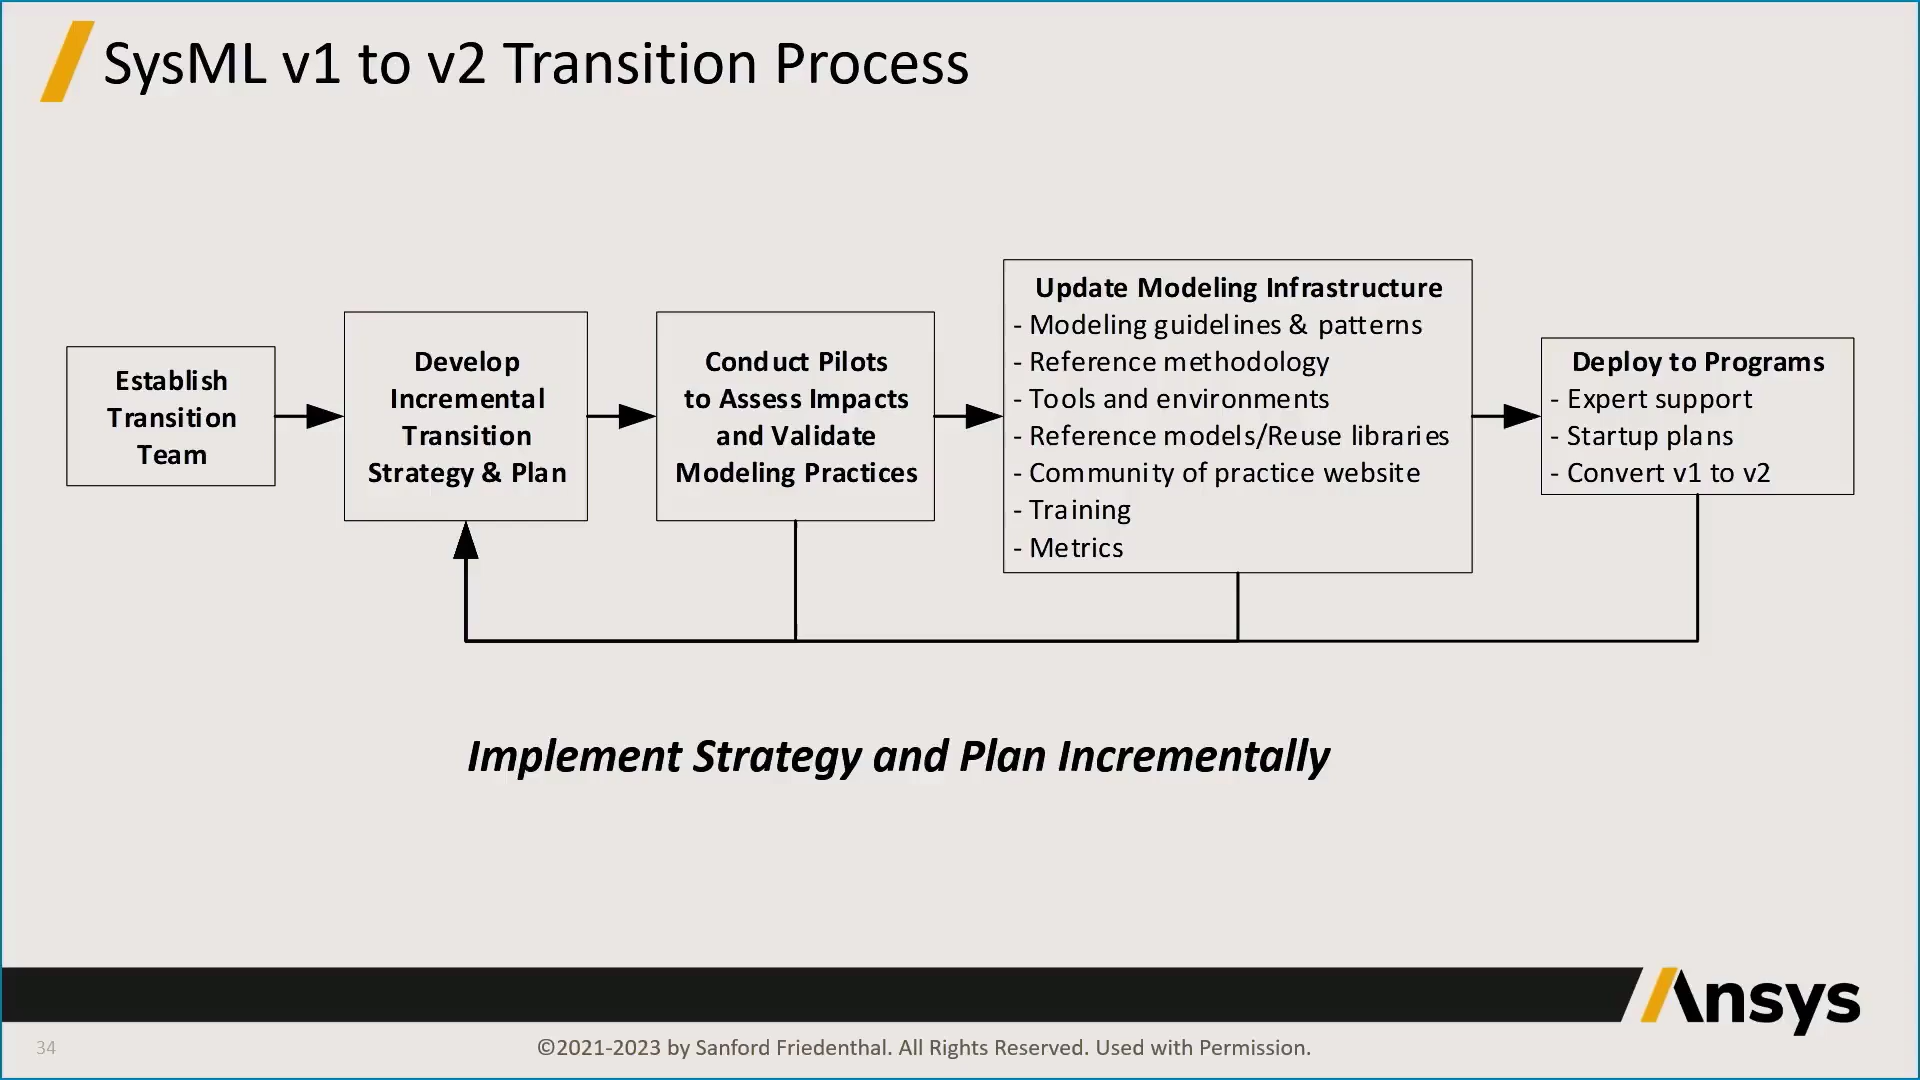 SysML v1 to v2 Transition Process
Establish
Transition
Team
Develop
Incremental
Transition
Strategy & Plan
Conduct Pilots
to Assess Impacts
and Validate
Modeling Practices
Update Modeling Infrastructure
- Modeling guidelines & patterns
- Reference methodology
- Tools and environments
- Reference models/Reuse libraries
- Community of practice website
- Training
- Metrics
Deploy to Programs
- Expert support
- Startup plans
- Convert v1 to v2
Implement Strategy and Plan Incrementally
Ansys
34
©2021-2023 by Sanford Friedenthal. All Rights Reserved. Used with Permission.